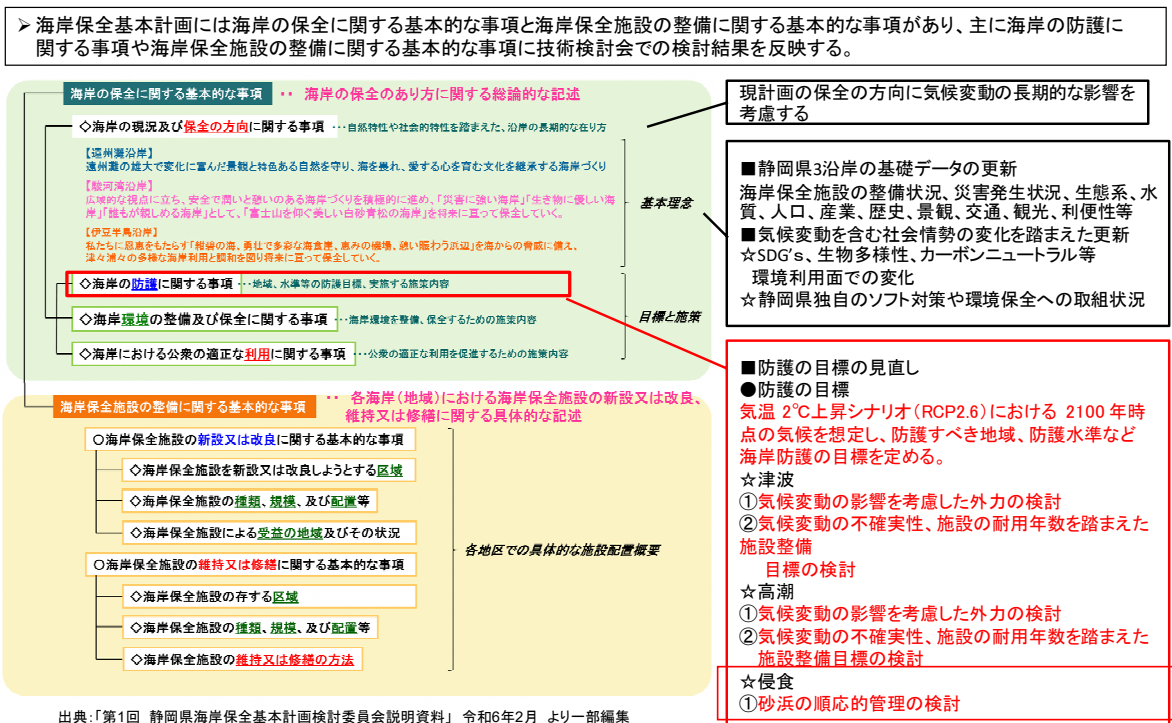 ➢海岸保全基本計画には海岸の保全に関する基本的な事項と海岸保全施設の整備に関する基本的な事項があり、主に海岸の防護に
関する事項や海岸保全施設の整備に関する基本的な事項に技術検討会での検討結果を反映する。
海岸の保全に関する基本的な事項 ‥ 海岸の保全のあり方に関する総論的な記述
◇海岸の現況及び保全の方向に関する事項 …自然特性や社会的特性を踏まえた、沿岸の長期的な在り方
【遠州灘沿岸】
遠州灘の雄大で変化に富んだ景観と特色ある自然を守り、海を畏れ、愛する心を育む文化を継承する海岸づくり
【駿河湾沿岸】
広域的な視点に立ち、安全で潤いと憩いのある海岸づくりを積極的に進め、「災害に強い海岸」「生き物に優しい海
岸」「誰もが親しめる海岸」として、「富士山を仰ぐ美しい白砂青松の海岸」を将来に亘って保全していく。
【伊豆半島沿岸】
私たちに恩恵をもたらす「紺碧の海、勇壮で多彩な海食崖、恵みの磯場、憩い賑わう浜辺」を海からの脅威に備え、
津々浦々の多様な海岸利用と調和を図り将来に亘って保全していく。
基本理念
◇海岸の防護に関する事項 …地域、水準等の防護目標、実施する施策内容
◇海岸環境の整備及び保全に関する事項 …海岸環境を整備、保全するための施策内容
◇海岸における公衆の適正な利用に関する事項 …公衆の適正な利用を促進するための施策内容
目標と施策
海岸保全施設の整備に関する基本的な事項 ‥ 各海岸(地域)における海岸保全施設の新設又は改良、
維持又は修繕に関する具体的な記述
○海岸保全施設の新設又は改良に関する基本的な事項
◇海岸保全施設を新設又は改良しようとする区域
◇海岸保全施設の種類、規模、及び配置等
◇海岸保全施設による受益の地域及びその状況
○海岸保全施設の維持又は修繕に関する基本的な事項
◇海岸保全施設の存する区域
◇海岸保全施設の種類、規模、及び配置等
◇海岸保全施設の維持又は修繕の方法
各地区での具体的な施設配置概要
現計画の保全の方向に気候変動の長期的な影響を
考慮する
■静岡県3沿岸の基礎データの更新
海岸保全施設の整備状況、災害発生状況、生態系、水
質、人口、産業、歴史、景観、交通、観光、利便性等
■気候変動を含む社会情勢の変化を踏まえた更新
☆SDG's、生物多様性、カーボンニュートラル等
環境利用面での変化
☆静岡県独自のソフト対策や環境保全への取組状況
■防護の目標の見直し
●防護の目標
気温 2℃上昇シナリオ(RCP2.6)における 2100 年時
点の気候を想定し、防護すべき地域、防護水準など
海岸防護の目標を定める。
☆津波
①気候変動の影響を考慮した外力の検討
②気候変動の不確実性、施設の耐用年数を踏まえた
施設整備
目標の検討
☆高潮
①気候変動の影響を考慮した外力の検討
②気候変動の不確実性、施設の耐用年数を踏まえた
施設整備目標の検討
☆侵食
①砂浜の順応的管理の検討
出典:「第1回 静岡県海岸保全基本計画検討委員会説明資料」 令和6年2月 より一部編集